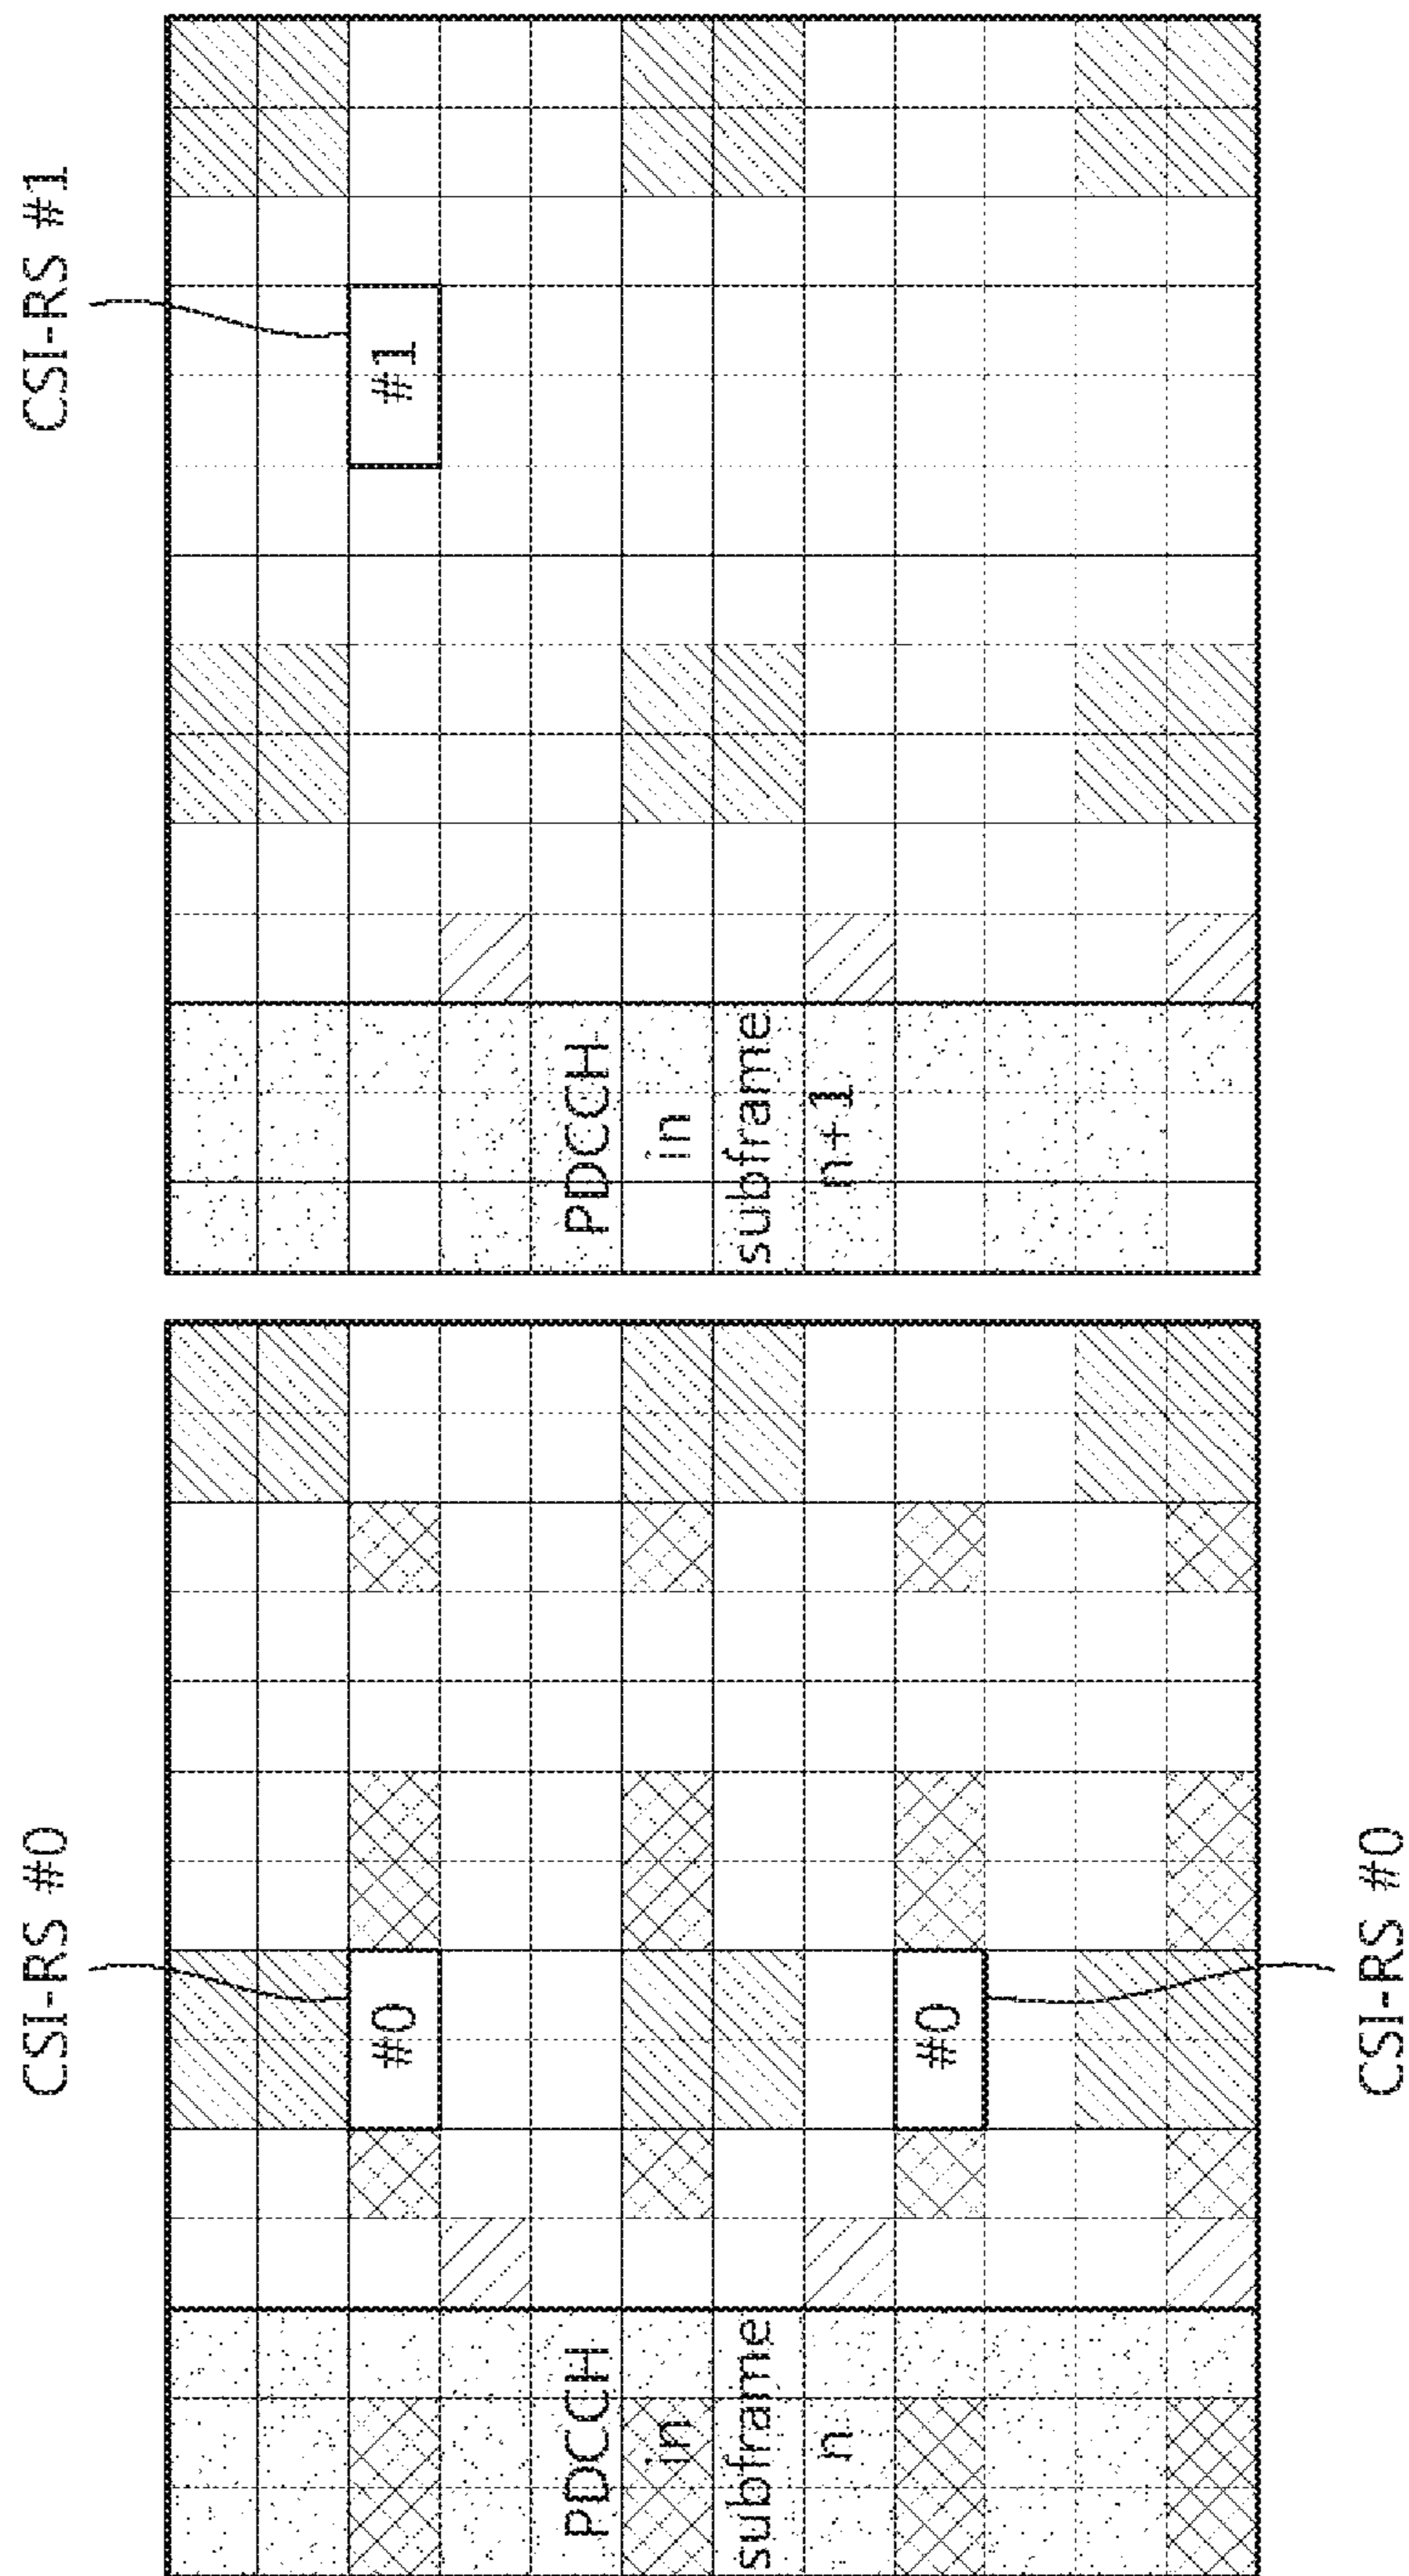 CSI-RS #0
CSI-RS #1
PDCCH
in
subframe
n
#0
#0
PDCCH
in
subframe
n+1
#1
CSI-RS #0